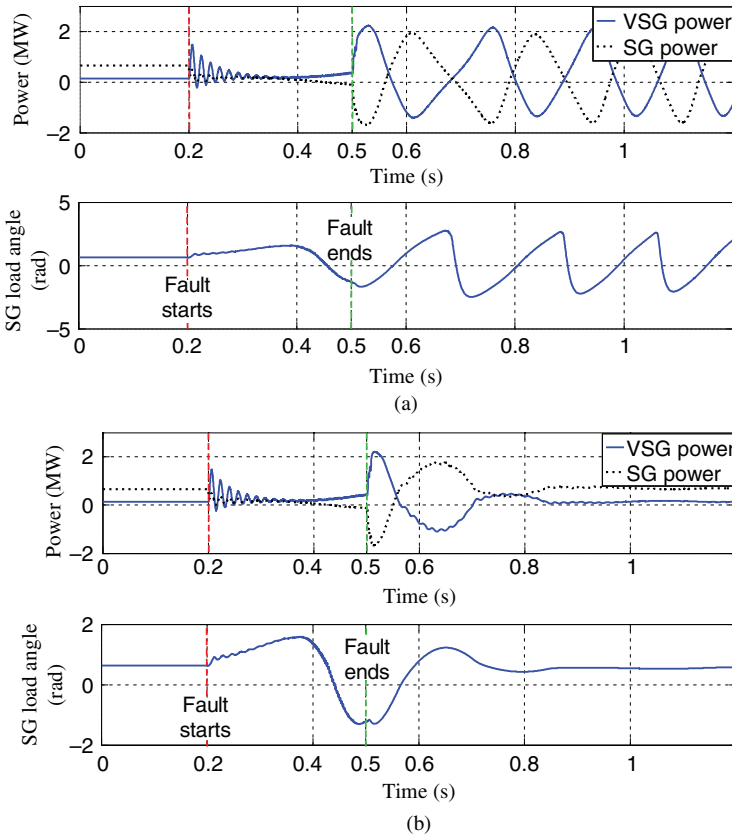 Power (MW)
2
0
−2
VSG power
SG power
0
0.2
0.4
0.5
0.6
0.8
1
Time (s)
SG load angle
(rad)
5
0
−5
Fault
starts
Fault
ends
0
0.2
0.4
0.5
0.6
0.8
1
Time (s)
(a)
Power (MW)
2
0
−2
VSG power
SG power
0
0.2
0.4
0.5
0.6
0.8
1
Time (s)
SG load angle
(rad)
2
0
−2
Fault
starts
Fault
ends
0
0.2
0.4
0.5
0.6
0.8
1
Time (s)
(b)